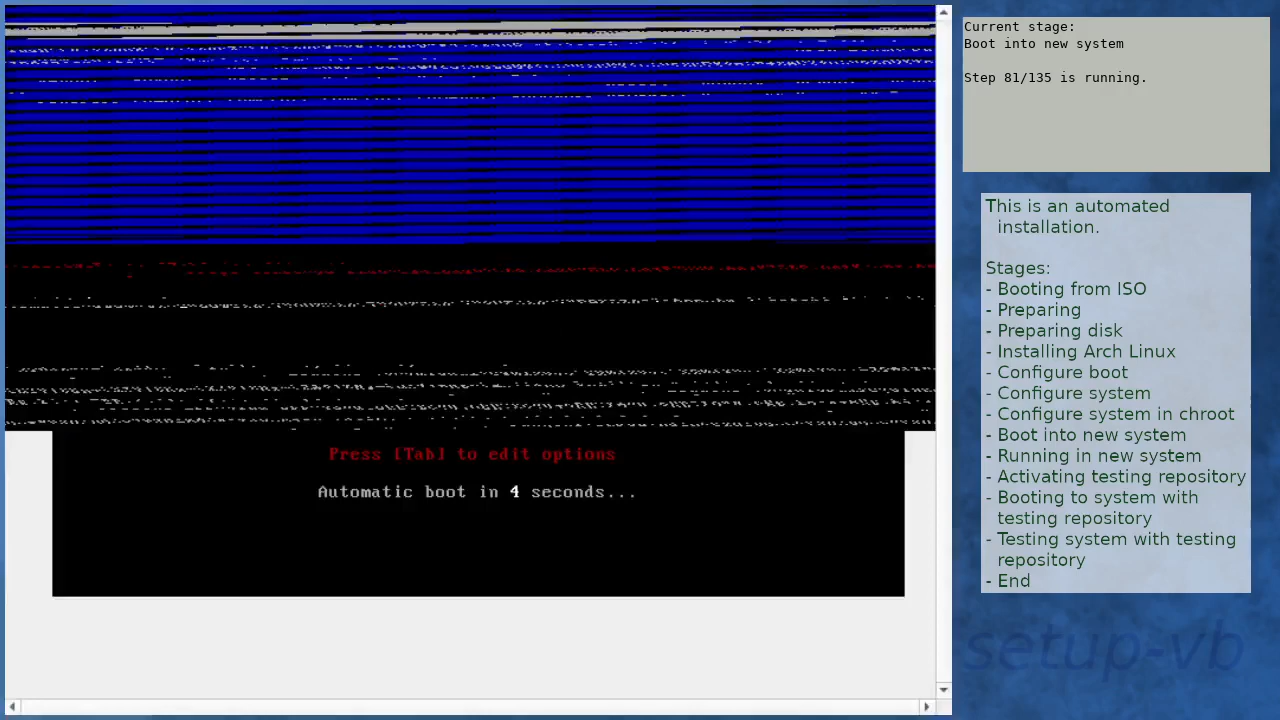 Press [Tab] to edit options
Automatic boot in 4 seconds...
Current stage:
Boot into new system
Step 81/135 is running.
This is an automated
installation.
Stages:
- Booting from ISO
- Preparing
- Preparing disk
- Installing Arch Linux
- Configure boot
- Configure system
- Configure system in chroot
- Boot into new system
- Running in new system
- Activating testing repository
- Booting to system with
testing repository
- Testing system with testing
repository
- End
setup-vb